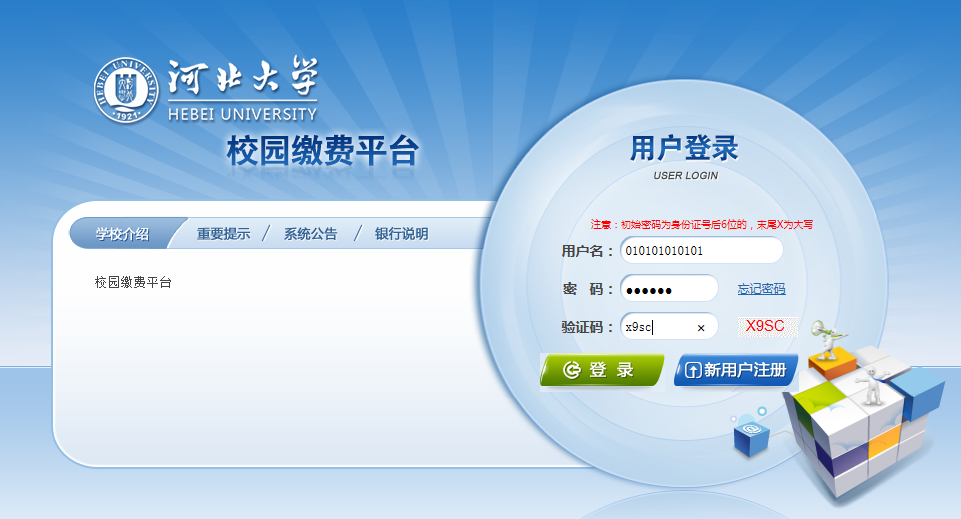 HEBEI UNIVERSITY
1921
河北大学
HEBEI UNIVERSITY
校园缴费平台
用户登录
USER LOGIN
学校介绍 重要提示 / 系统公告 / 银行说明
校园缴费平台
注意：初始密码为身份证号后6位的，末尾X为大写
用户名： 010101010101
密 码： ●●●●●● 忘记密码
验证码： x9sc × X9SC
登 录 新用户注册
@